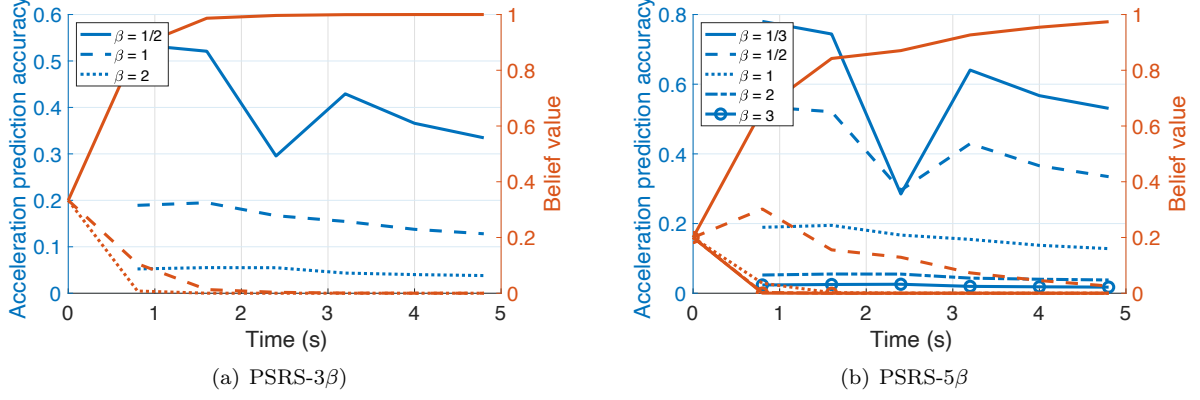 Acceleration prediction accuracy
0.6
0.5
0.4
0.3
0.2
0.1
0
β = 1/2
β = 1
β = 2
1
0.8
0.6
0.4
0.2
0
Belief value
0 1 2 3 4 5
Time (s)
(a) PSRS-3β)
Acceleration prediction accuracy
0.8
0.6
0.4
0.2
0
β = 1/3
β = 1/2
β = 1
β = 2
β = 3
1
0.8
0.6
0.4
0.2
0
Belief value
0 1 2 3 4 5
Time (s)
(b) PSRS-5β